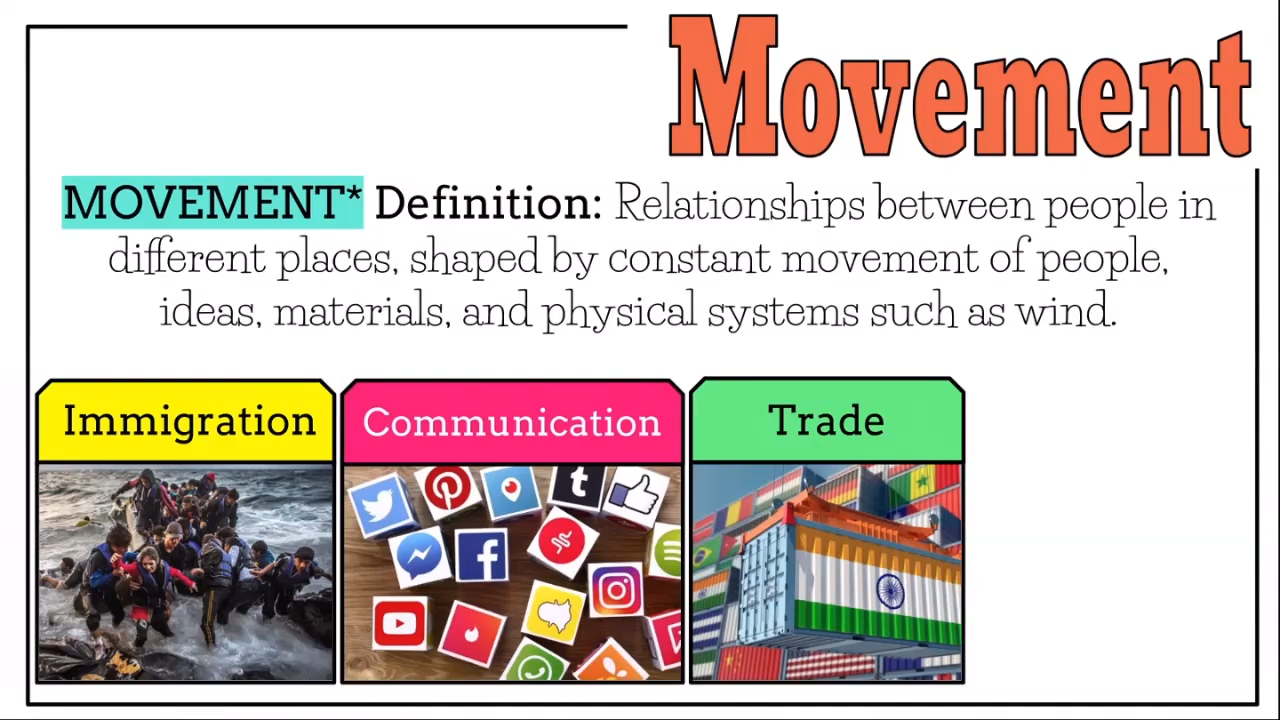 Movement
MOVEMENT* Definition: Relationships between people in
different places, shaped by constant movement of people,
ideas, materials, and physical systems such as wind.
Immigration
Communication
Trade